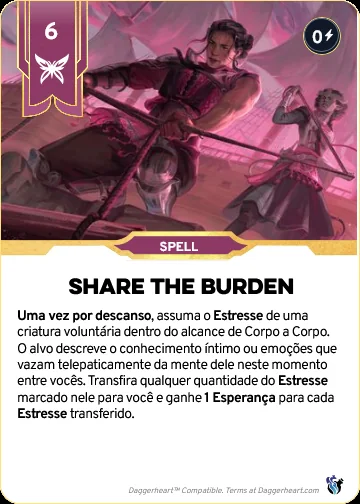 6
0
SPELL
SHARE THE BURDEN
Uma vez por descanso, assuma o Estresse de uma
criatura voluntária dentro do alcance de Corpo a Corpo.
O alvo descreve o conhecimento íntimo ou emoções que
vazam telepaticamente da mente dele neste momento
entre vocês. Transfira qualquer quantidade do Estresse
marcado nele para você e ganhe 1 Esperança para cada
Estresse transferido.
Daggerheart™ Compatible. Terms at Daggerheart.com